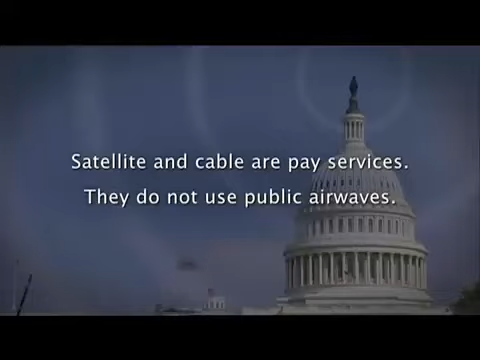 Satellite and cable are pay services.
They do not use public airwaves.